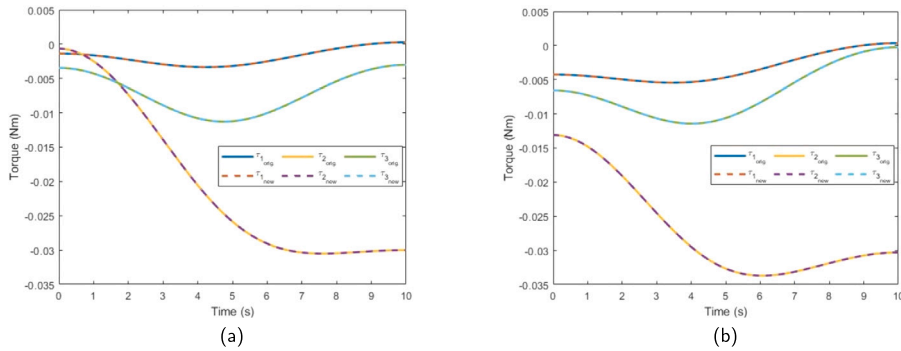 0.005
0
-0.005
-0.01
-0.015
-0.02
-0.025
-0.03
-0.035
Torque (Nm)
0 1 2 3 4 5 6 7 8 9 10
Time (s)
τ1orig τ2orig τ3orig
τ1new τ2new τ3new
(a)
0.005
0
-0.005
-0.01
-0.015
-0.02
-0.025
-0.03
-0.035
Torque (Nm)
0 1 2 3 4 5 6 7 8 9 10
Time (s)
τ1orig τ2orig τ3orig
τ1new τ2new τ3new
(b)